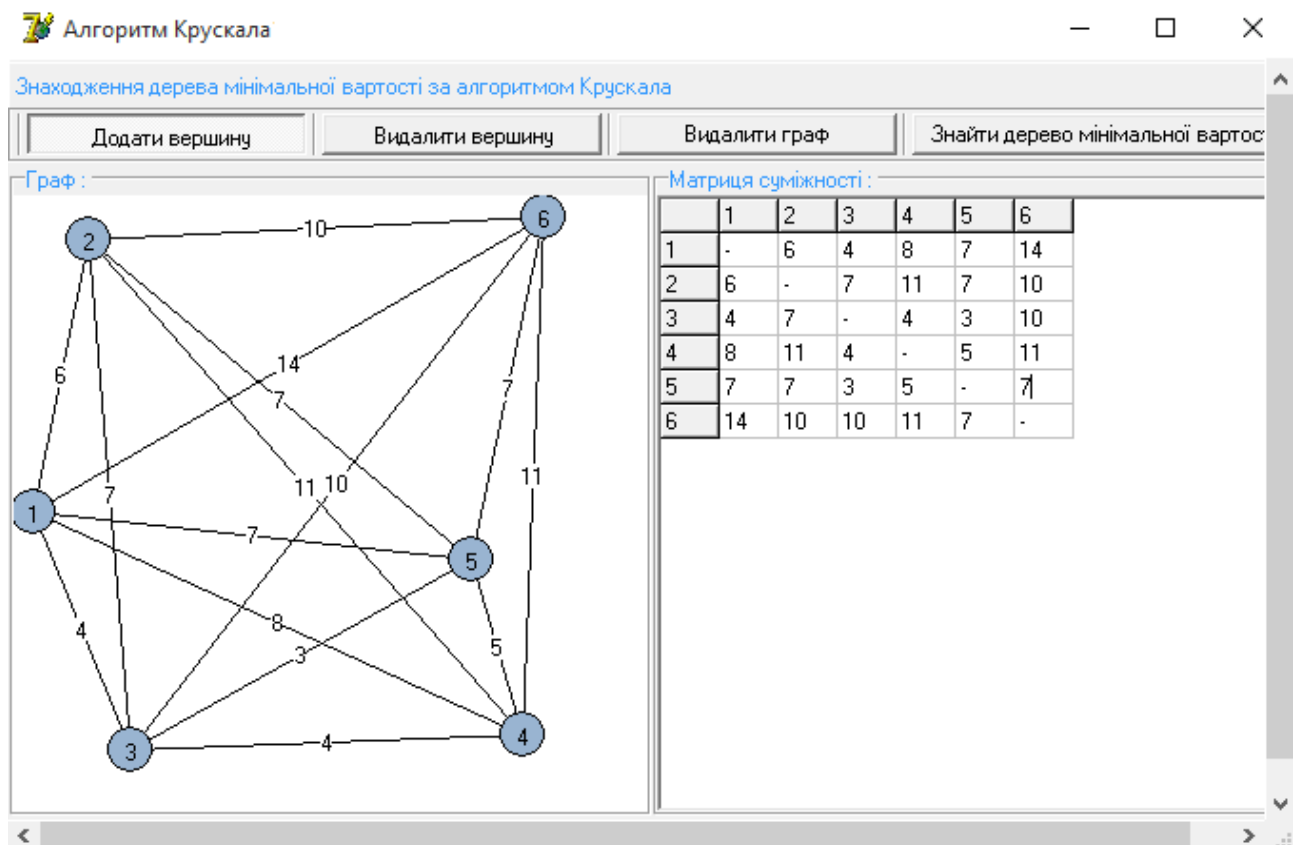 Алгоритм Крускала
Знаходження дерева мінімальної вартості за алгоритмом Крускала
Додати вершину Видалити вершину Видалити граф Знайти дерево мінімальної вартос
Граф :
2 10 6
14
6 7 7
11 10 11
7
1 7 5
4 8 3 5
3 4 4
Матриця суміжності :
1 2 3 4 5 6
1 - 6 4 8 7 14
2 6 - 7 11 7 10
3 4 7 - 4 3 10
4 8 11 4 - 5 11
5 7 7 3 5 - 7
6 14 10 10 11 7 -